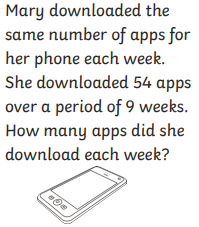 Mary downloaded the
same number of apps for
her phone each week.
She downloaded 54 apps
over a period of 9 weeks.
How many apps did she
download each week?